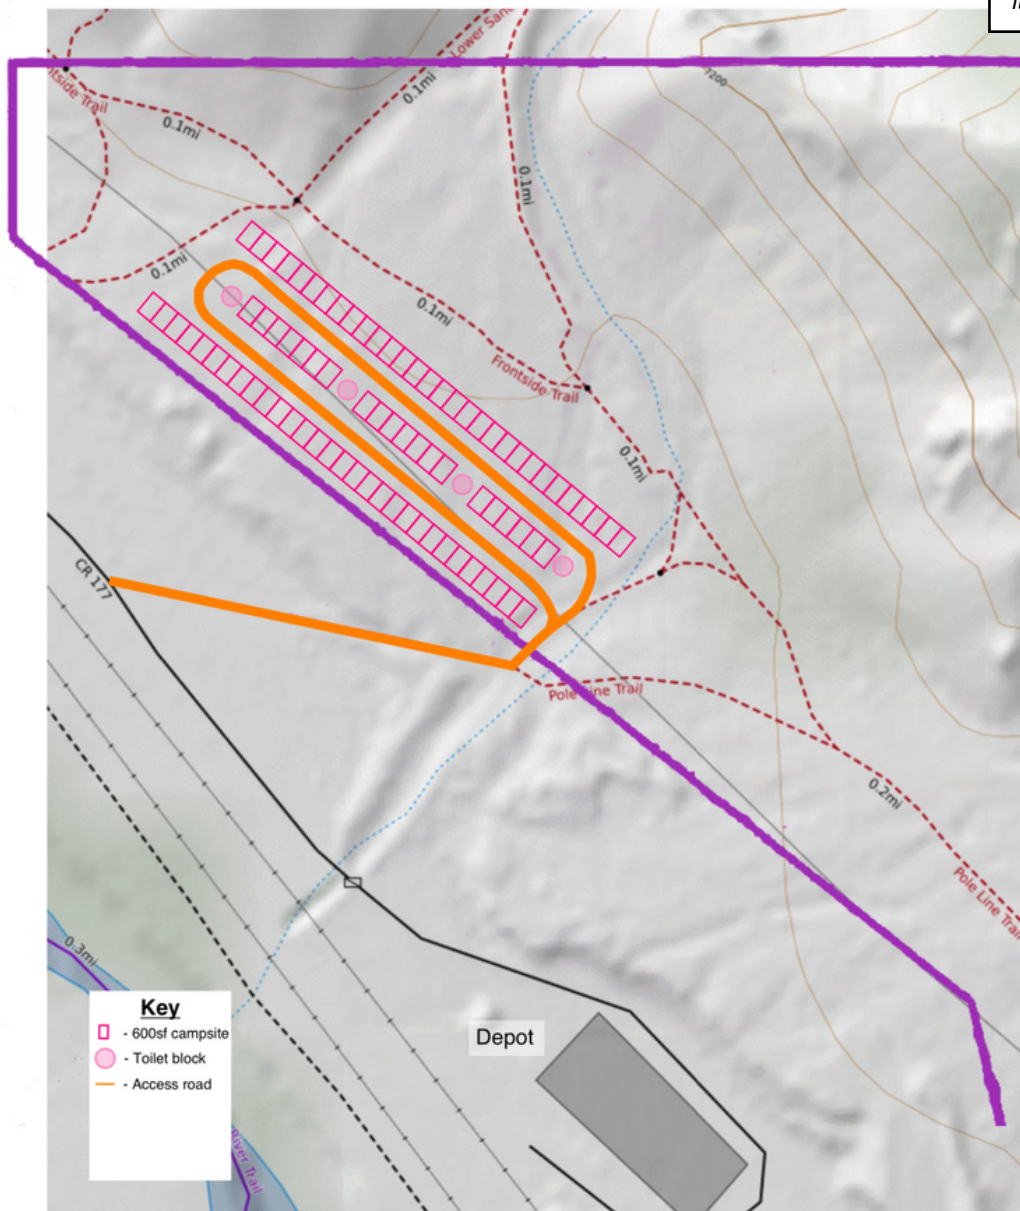 Lower San
7200
ntside Trail
0.1mi
0.1mi
0.1mi
0.1mi
0.1mi
Frontside Trail
0.1mi
CR 177
Pole Line Trail
0.2mi
Pole Line Trail
0.3mi
Key
- 600sf campsite
- Toilet block
- Access road
Depot
River Trail